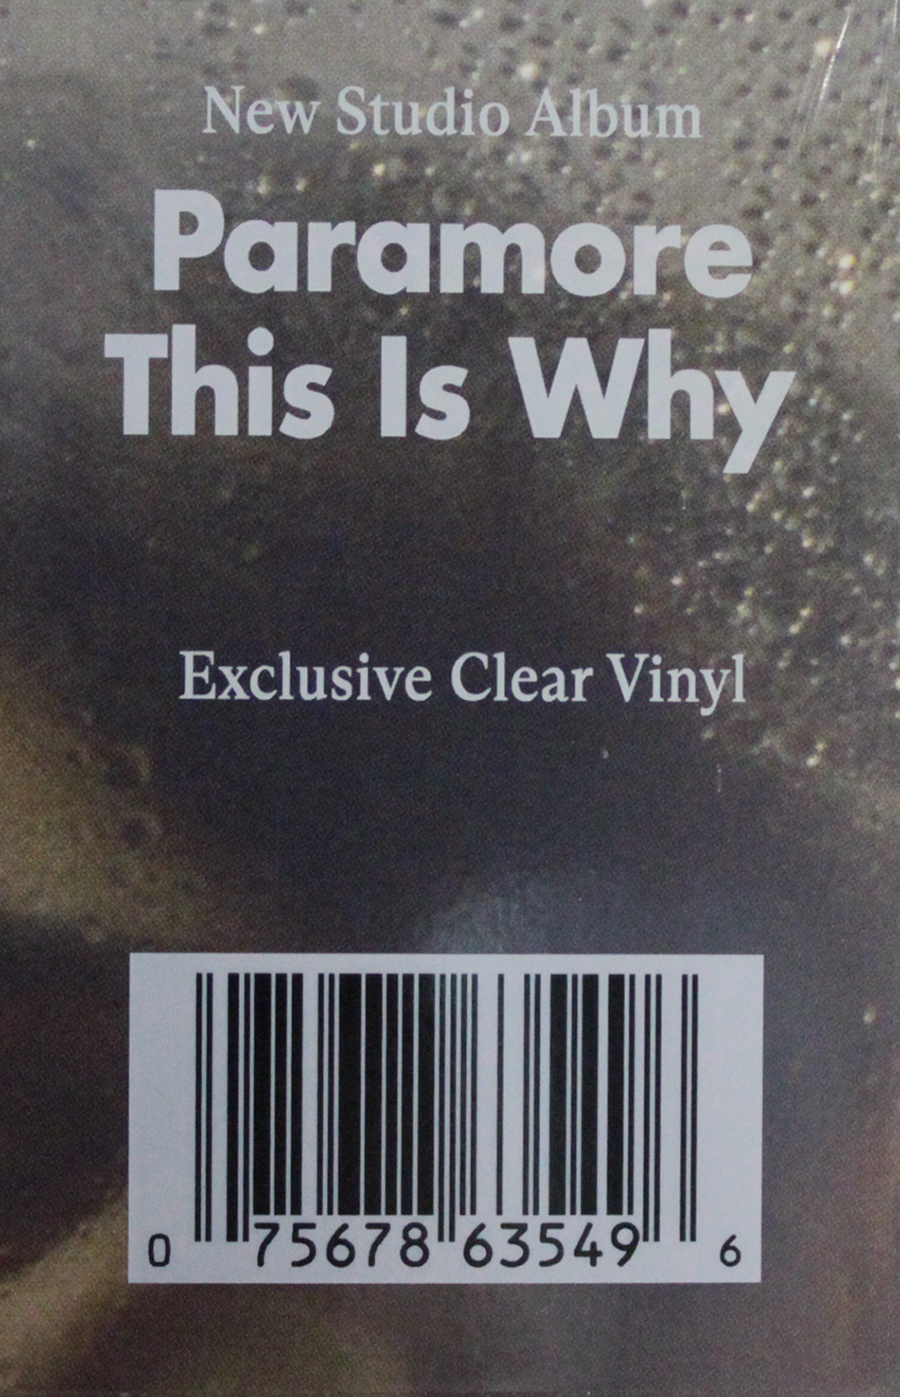 New Studio Album
Paramore
This Is Why
Exclusive Clear Vinyl
0 75678 63549 6